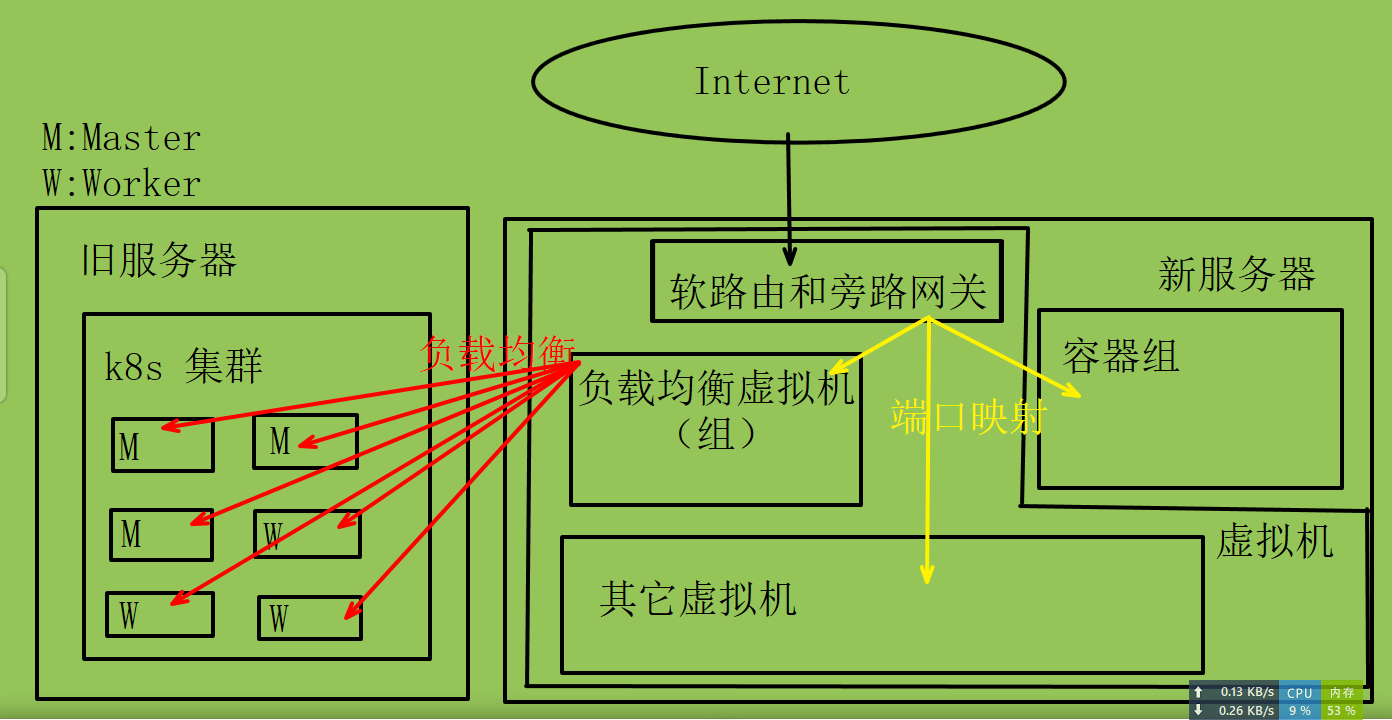 Internet
M:Master
W:Worker
旧服务器
k8s 集群
M
M
M
W
W
W
负载均衡
软路由和旁路网关
新服务器
负载均衡虚拟机
（组）
端口映射
容器组
虚拟机
其它虚拟机
0.13 KB/s CPU 内存
0.26 KB/s 9 % 53 %